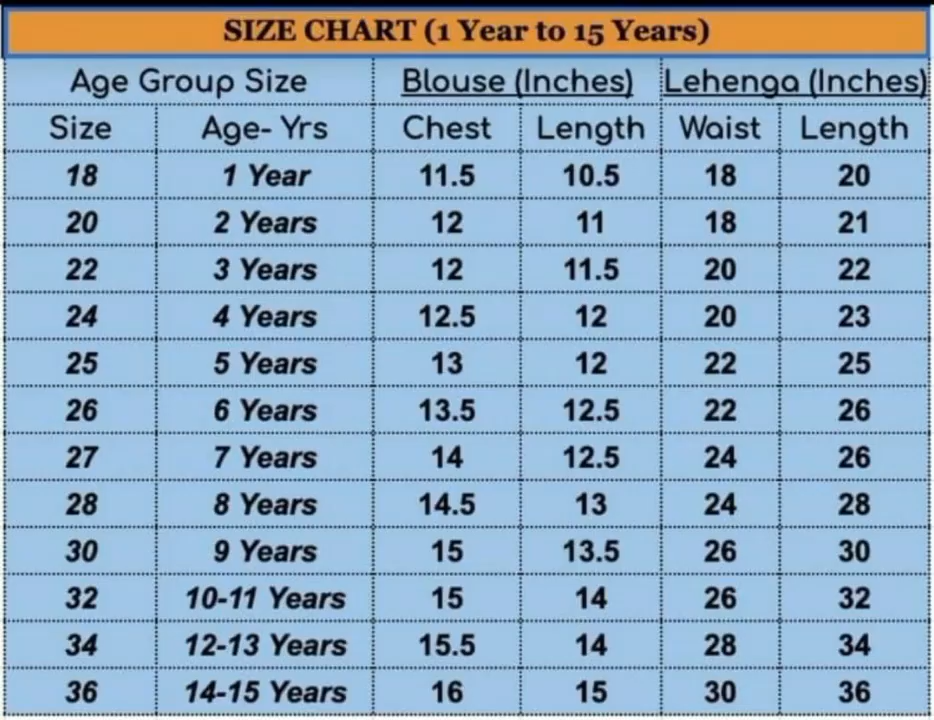 SIZE CHART (1 Year to 15 Years)
Age Group Size Blouse (Inches) Lehenga (Inches)
Size Age- Yrs Chest Length Waist Length
18 1 Year 11.5 10.5 18 20
20 2 Years 12 11 18 21
22 3 Years 12 11.5 20 22
24 4 Years 12.5 12 20 23
25 5 Years 13 12 22 25
26 6 Years 13.5 12.5 22 26
27 7 Years 14 12.5 24 26
28 8 Years 14.5 13 24 28
30 9 Years 15 13.5 26 30
32 10-11 Years 15 14 26 32
34 12-13 Years 15.5 14 28 34
36 14-15 Years 16 15 30 36